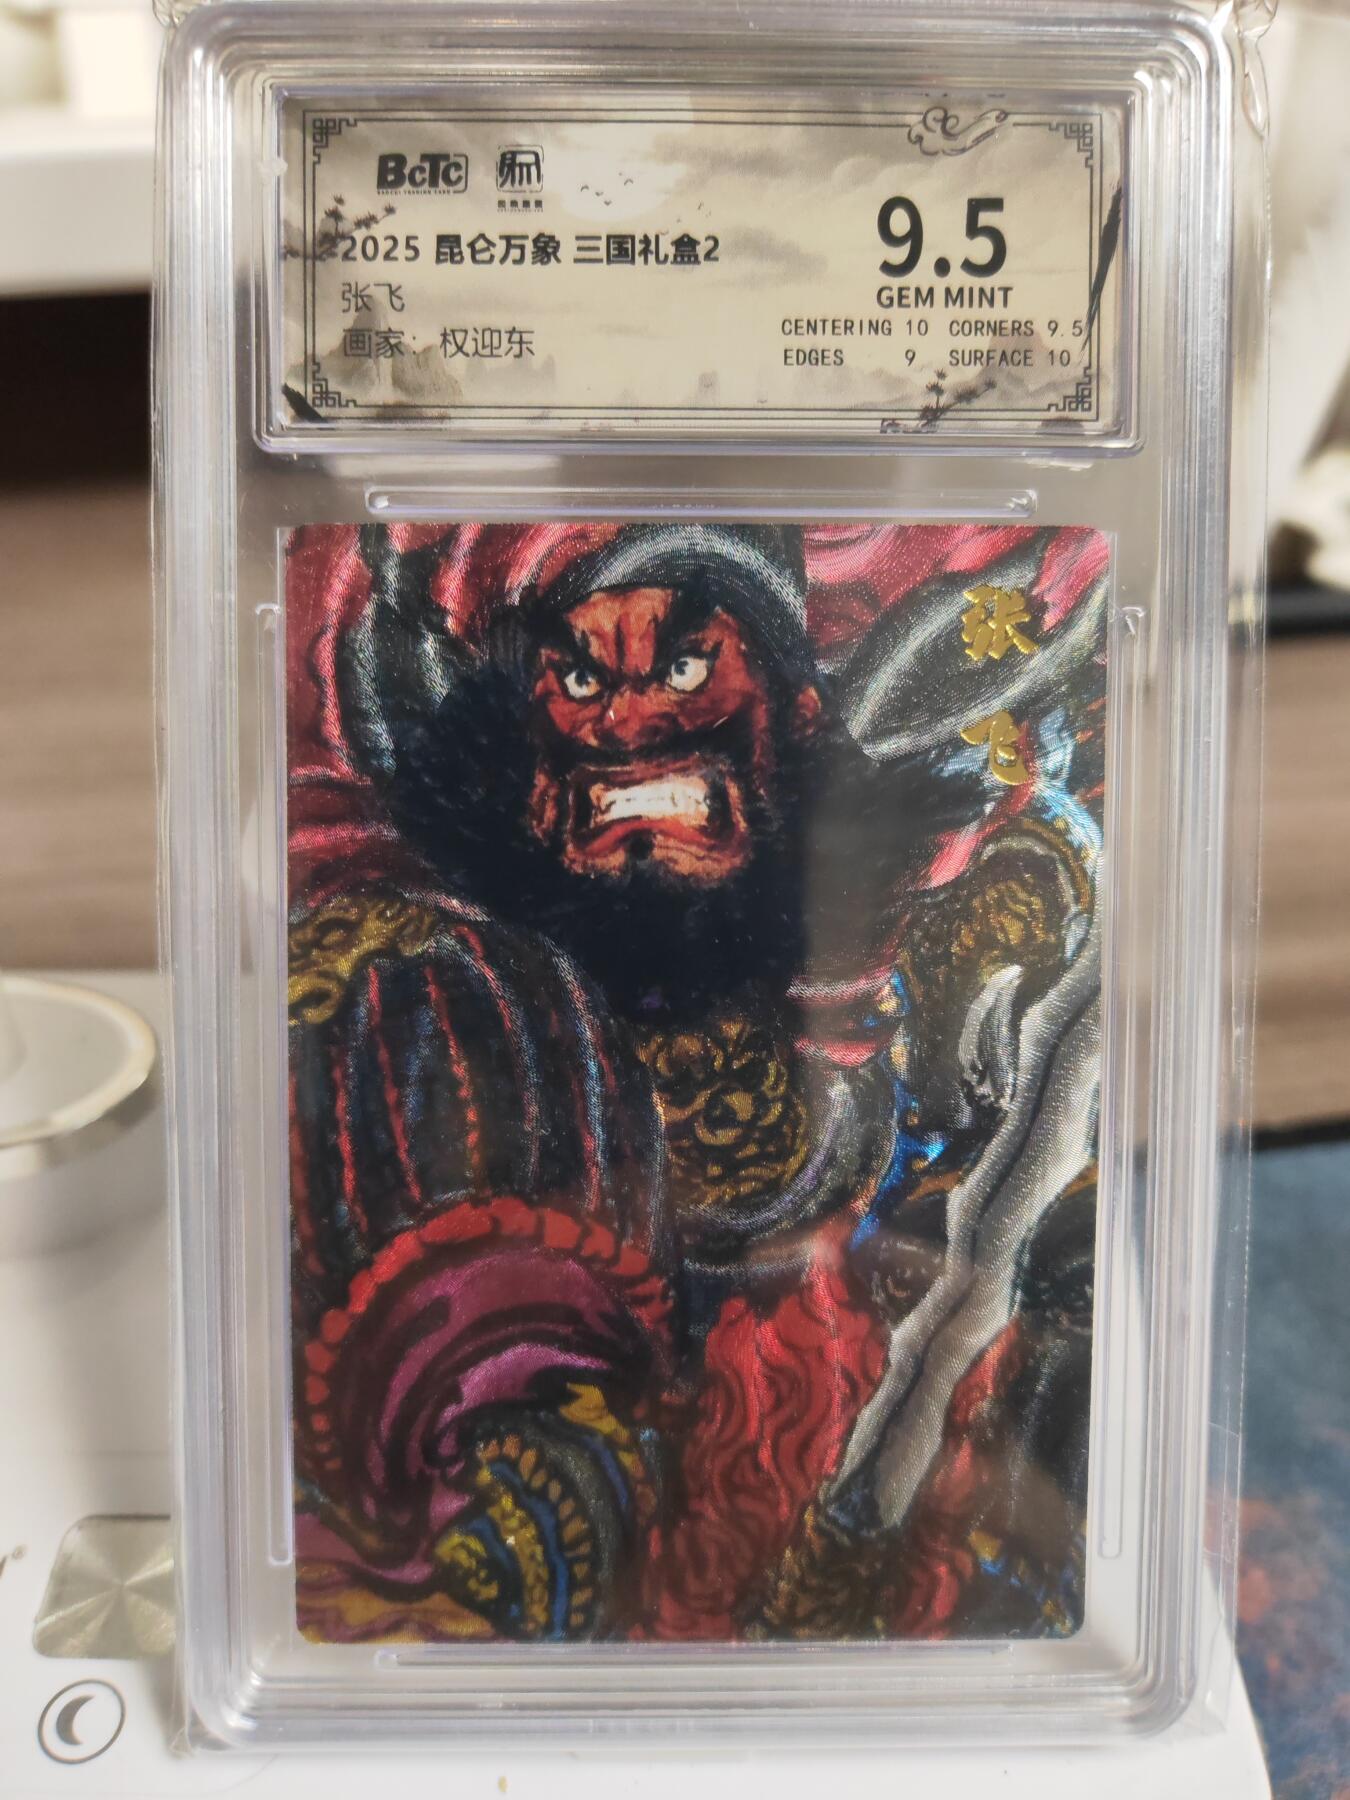 BCTC
2025 昆仑万象 三国礼盒2
张飞
画家：权迎东
9.5
GEM MINT
CENTERING 10 CORNERS 9.5
EDGES 9 SURFACE 10
张飞